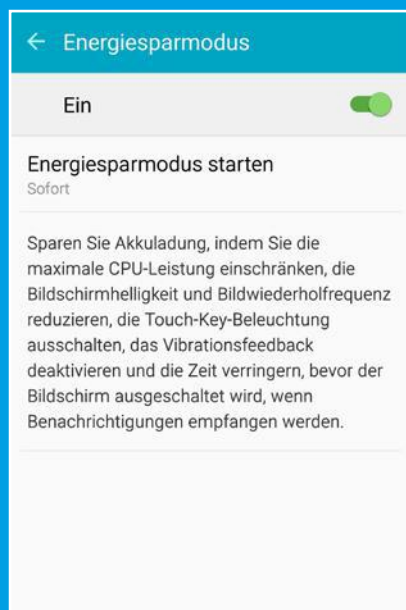 Energiesparmodus
Ein
Energiesparmodus starten
Sofort
Sparen Sie Akkuladung, indem Sie die
maximale CPU-Leistung einschränken, die
Bildschirmhelligkeit und Bildwiederholfrequenz
reduzieren, die Touch-Key-Beleuchtung
ausschalten, das Vibrationsfeedback
deaktivieren und die Zeit verringern, bevor der
Bildschirm ausgeschaltet wird, wenn
Benachrichtigungen empfangen werden.